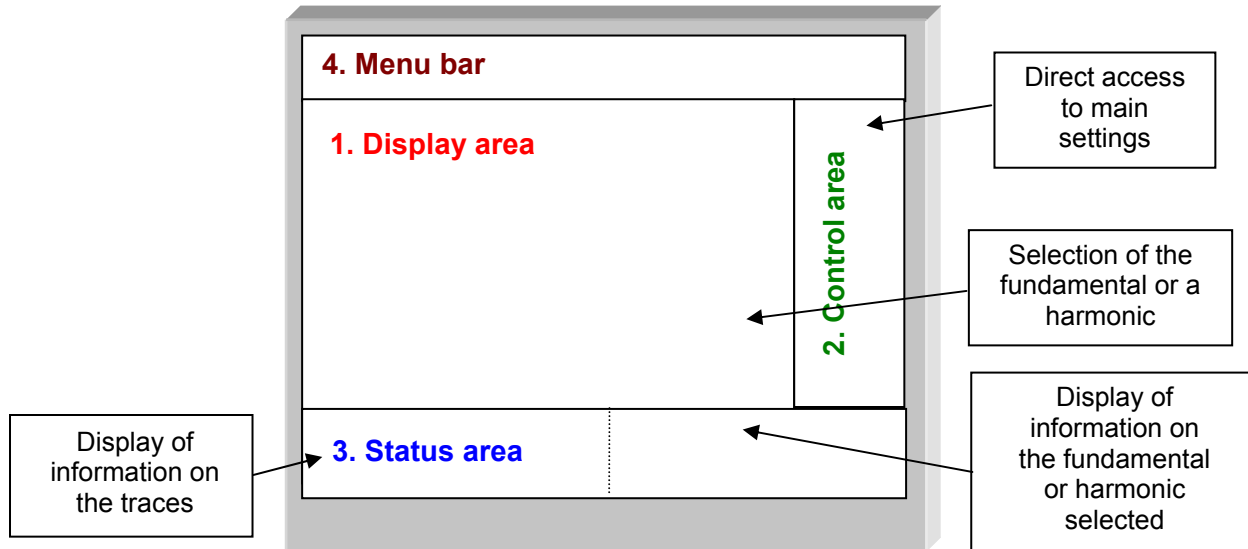 4. Menu bar
1. Display area
2. Control area
3. Status area
Direct access
to main
settings
Selection of the
fundamental or a
harmonic
Display of
information on
the fundamental
or harmonic
selected
Display of
information on
the traces